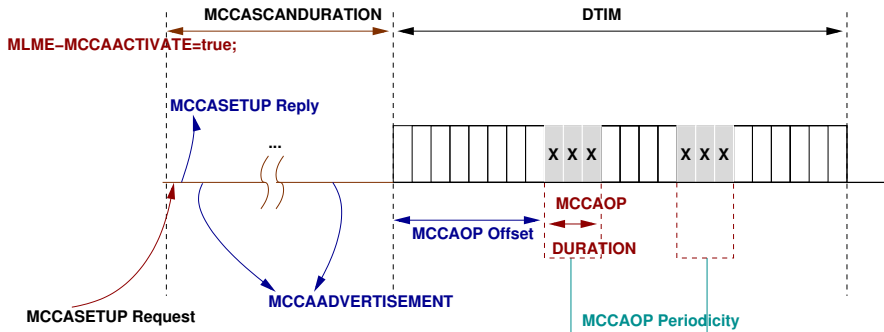 MCCASCANDURATION
DTIM
MLME−MCCAACTIVATE=true;
MCCASETUP Reply
...
X X X
X X X
MCCAOP
MCCAOP Offset
DURATION
MCCAADVERTISEMENT
MCCASETUP Request
MCCAOP Periodicity